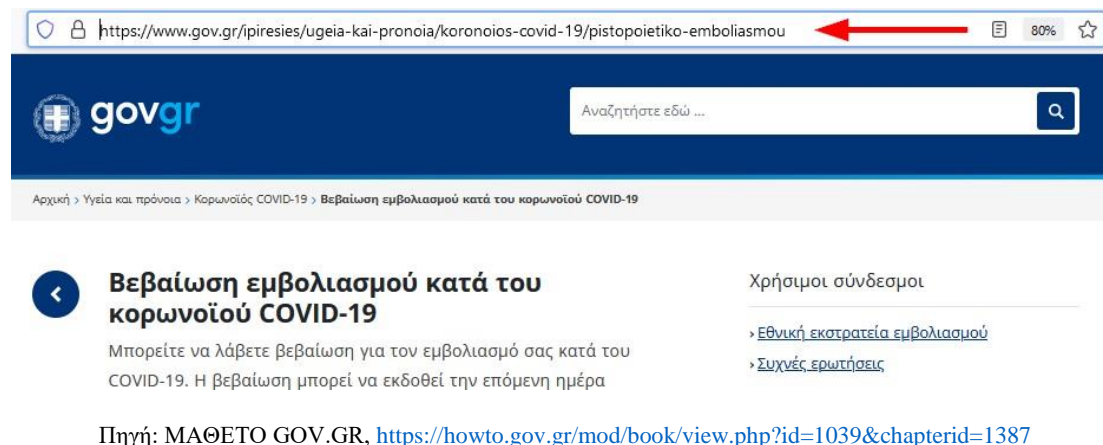 https://www.gov.gr/ipiresies/ugeia-kai-pronoia/koronoios-covid-19/pistopoietiko-emboliasmou 80%
govgr Αναζητήστε εδώ ...
Αρχική › Υγεία και πρόνοια › Κορωνοϊός COVID-19 › Βεβαίωση εμβολιασμού κατά του κορωνοϊού COVID-19
Βεβαίωση εμβολιασμού κατά του
κορωνοϊού COVID-19
Μπορείτε να λάβετε βεβαίωση για τον εμβολιασμό σας κατά του
COVID-19. Η βεβαίωση μπορεί να εκδοθεί την επόμενη ημέρα
Χρήσιμοι σύνδεσμοι
› Εθνική εκστρατεία εμβολιασμού
› Συχνές ερωτήσεις
Πηγή: ΜΑΘΕΤΟ GOV.GR, https://howto.gov.gr/mod/book/view.php?id=1039&chapterid=1387